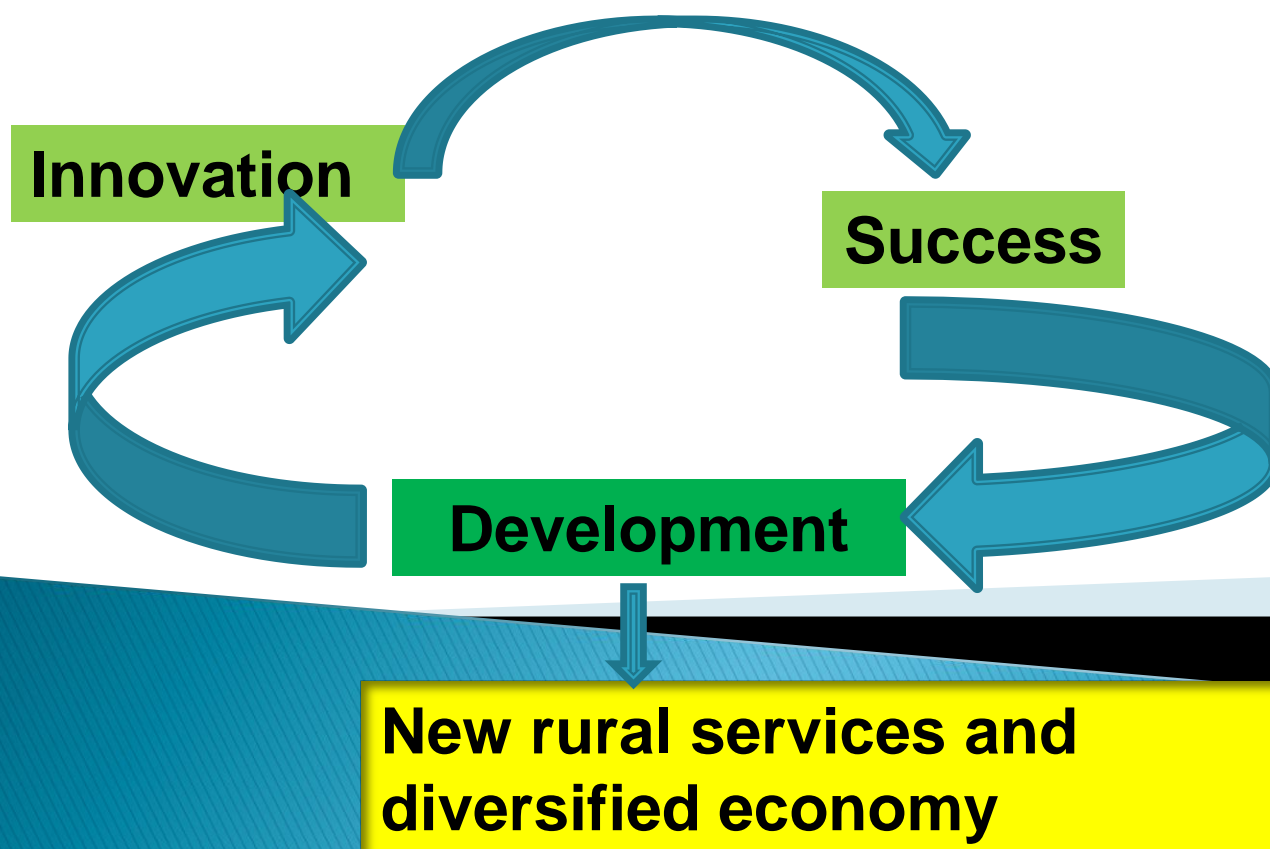 Innovation
Success
Development
New rural services and
diversified economy